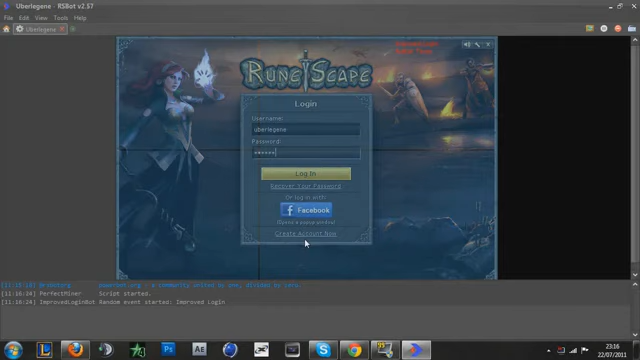 Uberlegene - RSBot v2.57
File Edit View Tools Help
Uberlegene
RUNESCAPE
Login
Username:
uberlegene
Password:
******
Log In
Recover Your Password
Or log in with:
Facebook
Create Account Now
[11:16:24] PerfectMiner Script started.
[11:16:24] ImprovedLoginBot Random event started: Improved Login
23:16
22/07/2011